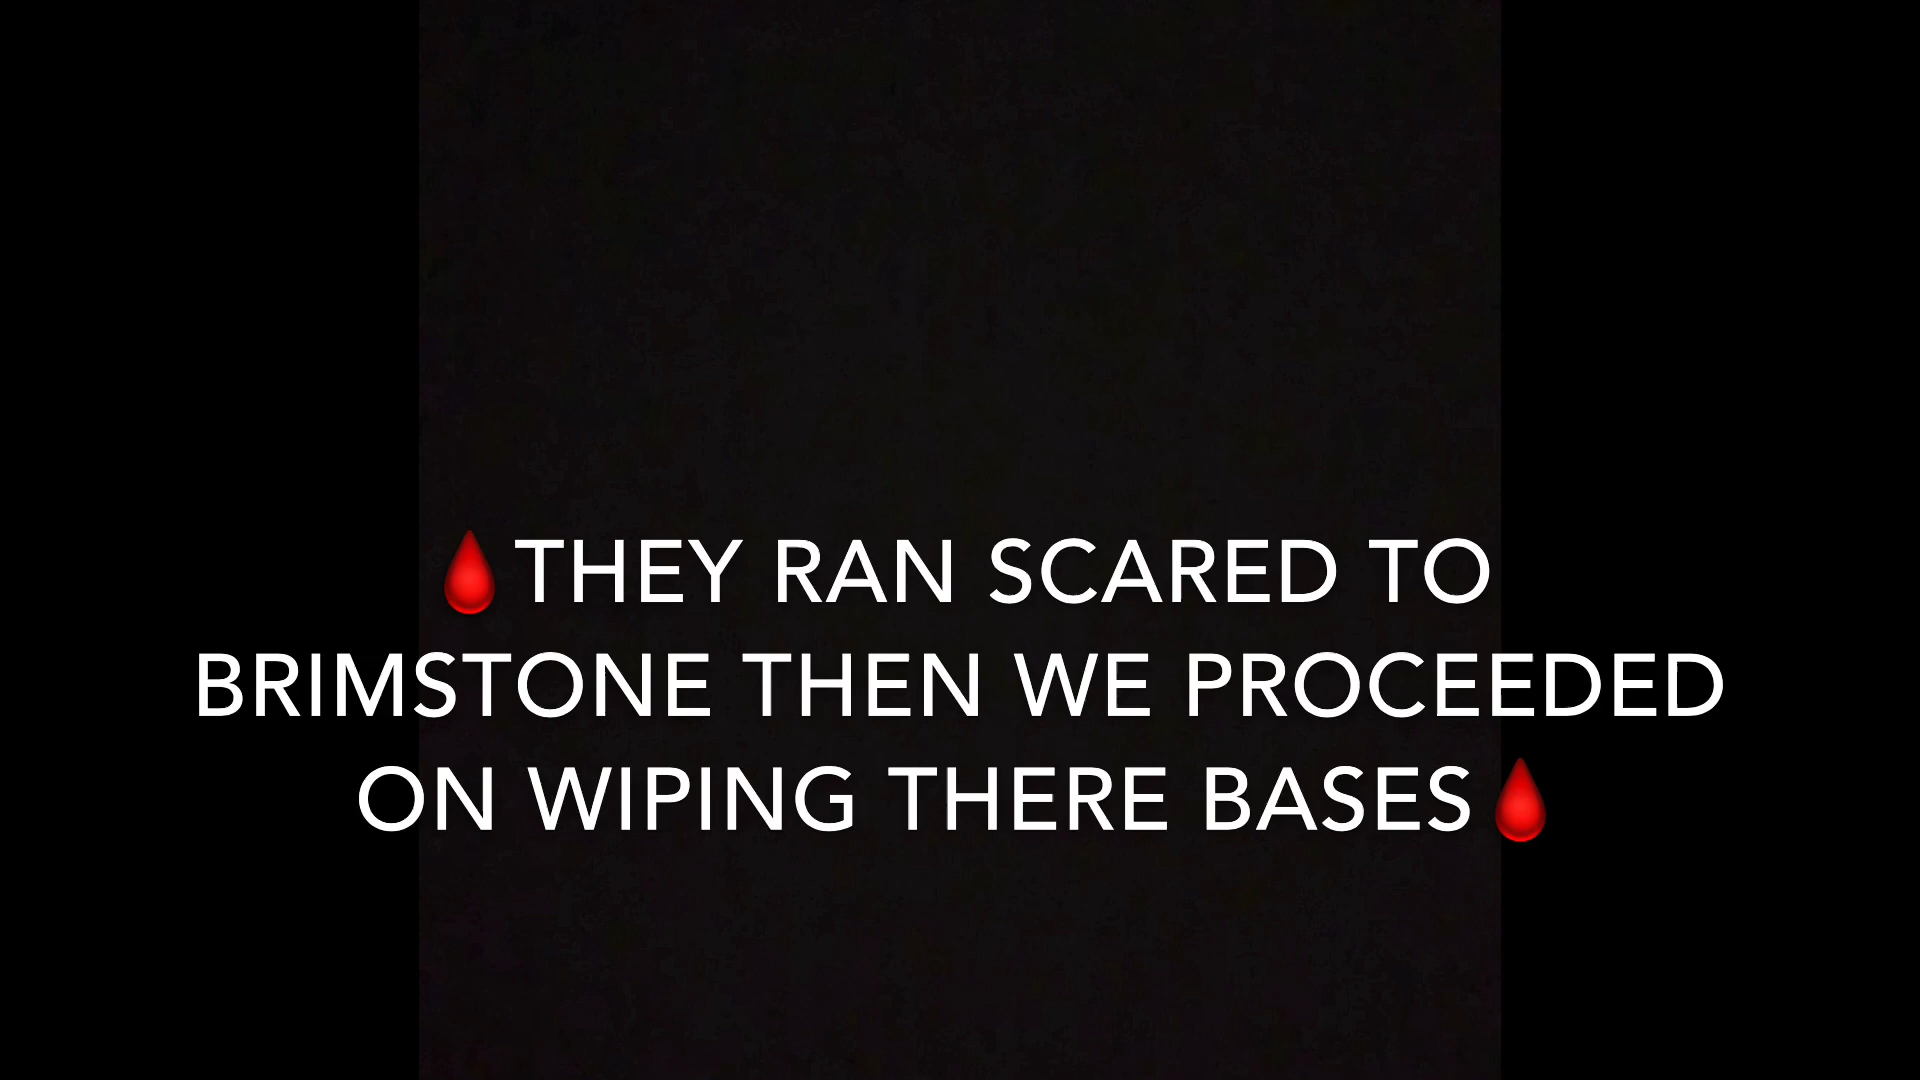 🩸THEY RAN SCARED TO
BRIMSTONE THEN WE PROCEEDED
ON WIPING THERE BASES🩸